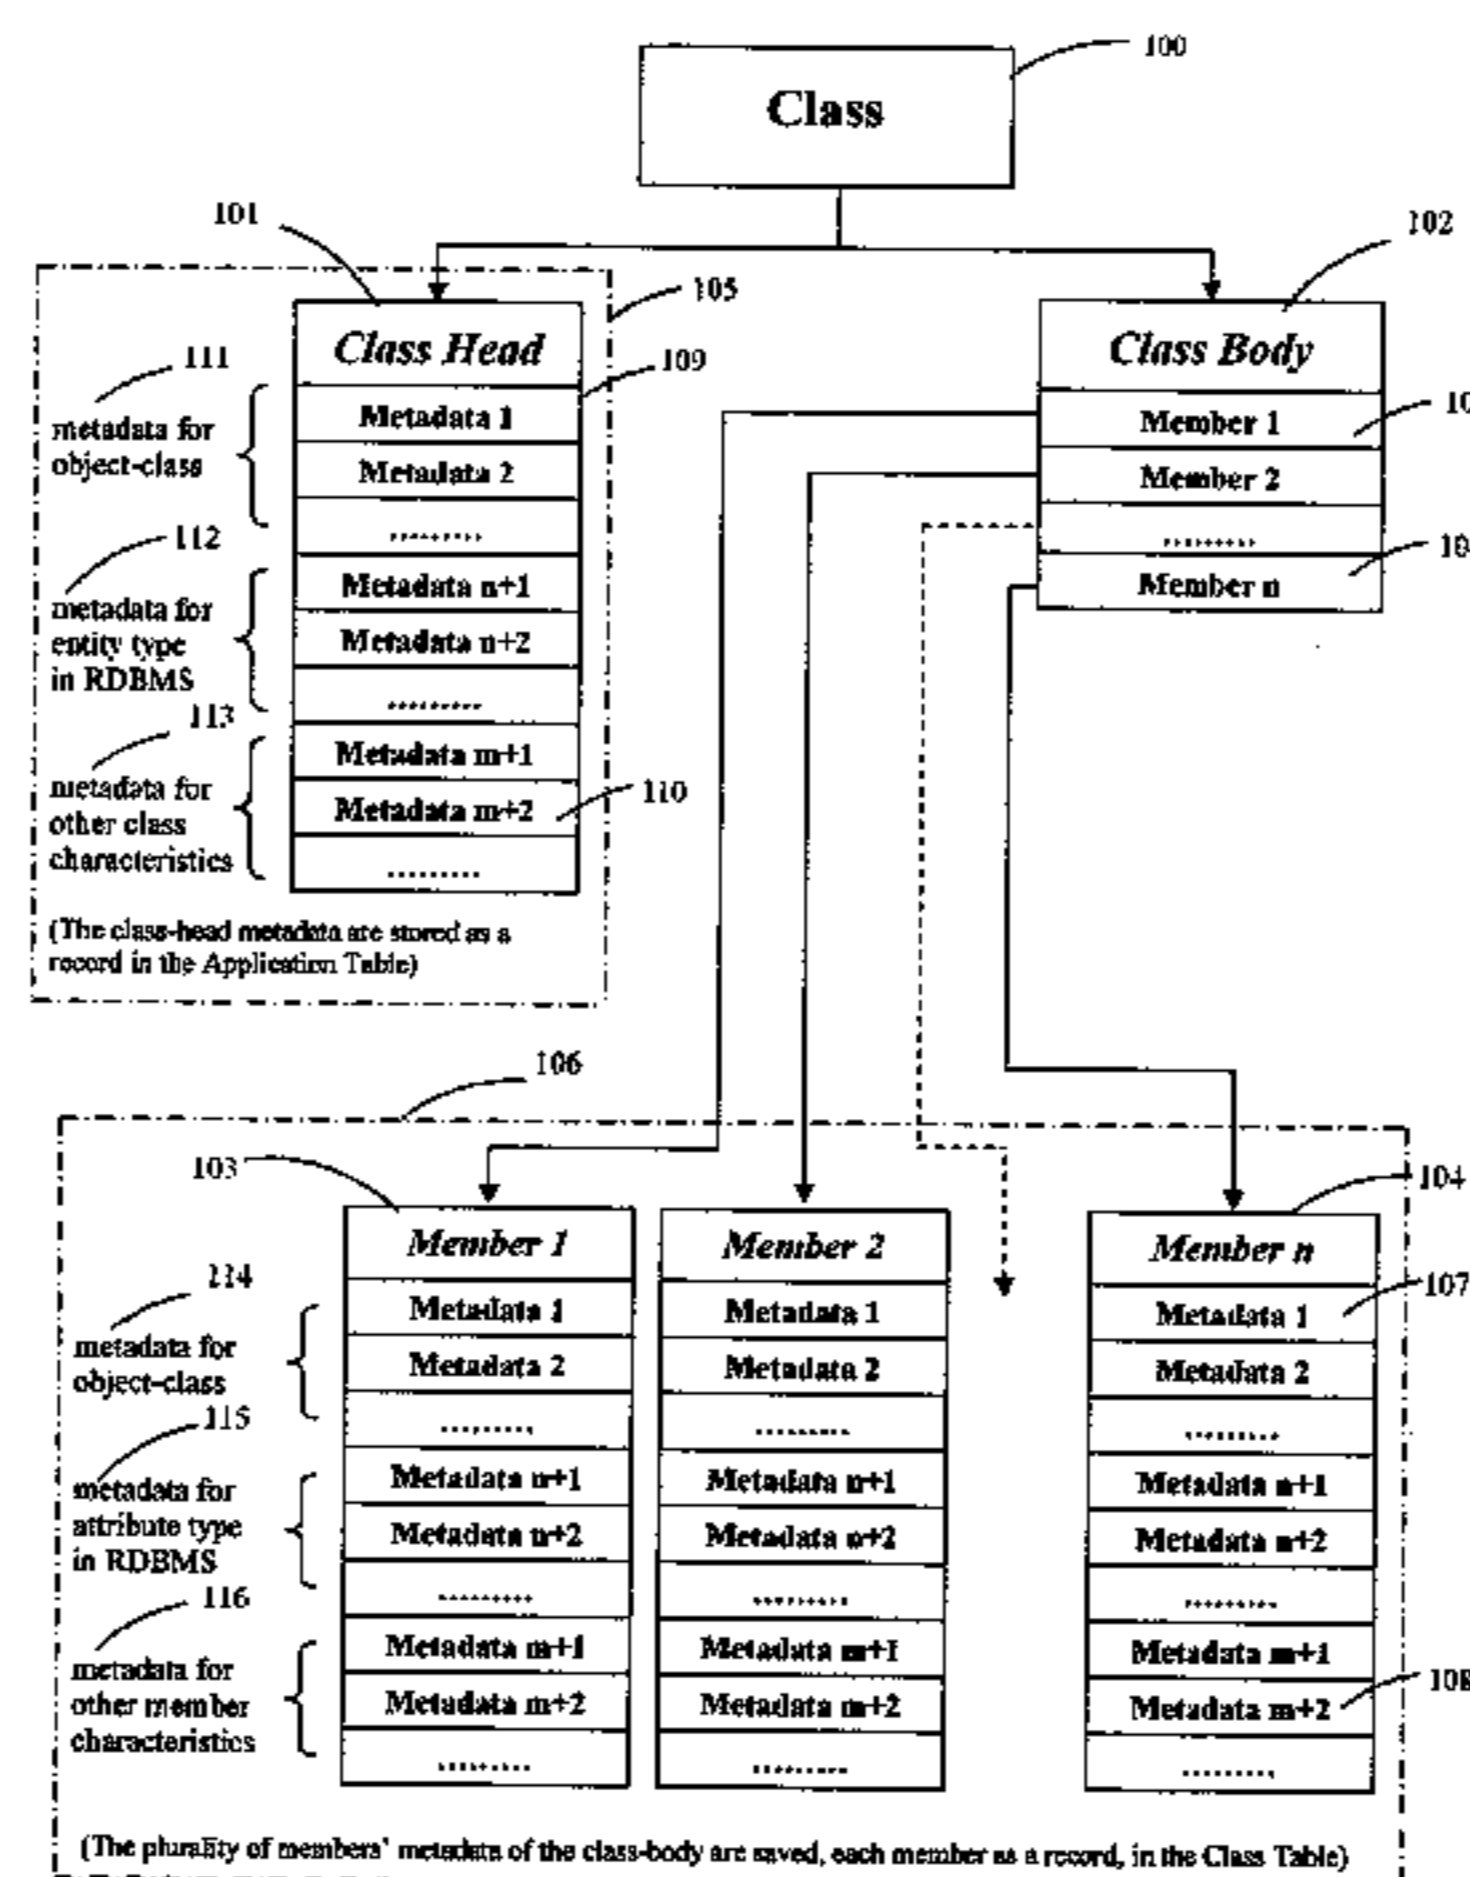 100
Class
101
102
105
Class Head
Class Body
111
109
metadata for
object-class
Metadata 1
Metadata 2
.........
Member 1
10
Member 2
.........
Member n
10
112
metadata for
entity type
in RDBMS
Metadata n+1
Metadata n+2
.........
113
metadata for
other class
characteristics
Metadata m+1
Metadata m+2
110
.........
(The class-head metadata are stored as a
record in the Application Table)
106
103
104
Member 1
Member 2
Member n
107
114
metadata for
object-class
Metadata 1
Metadata 2
.........
Metadata 1
Metadata 2
.........
Metadata 1
Metadata 2
.........
115
metadata for
attribute type
in RDBMS
Metadata n+1
Metadata n+2
.........
Metadata n+1
Metadata n+2
.........
Metadata n+1
Metadata n+2
.........
116
metadata for
other member
characteristics
Metadata m+1
Metadata m+2
.........
Metadata m+1
Metadata m+2
.........
Metadata m+1
Metadata m+2
108
.........
(The plurality of members' metadata of the class-body are saved, each member as a record, in the Class Table)